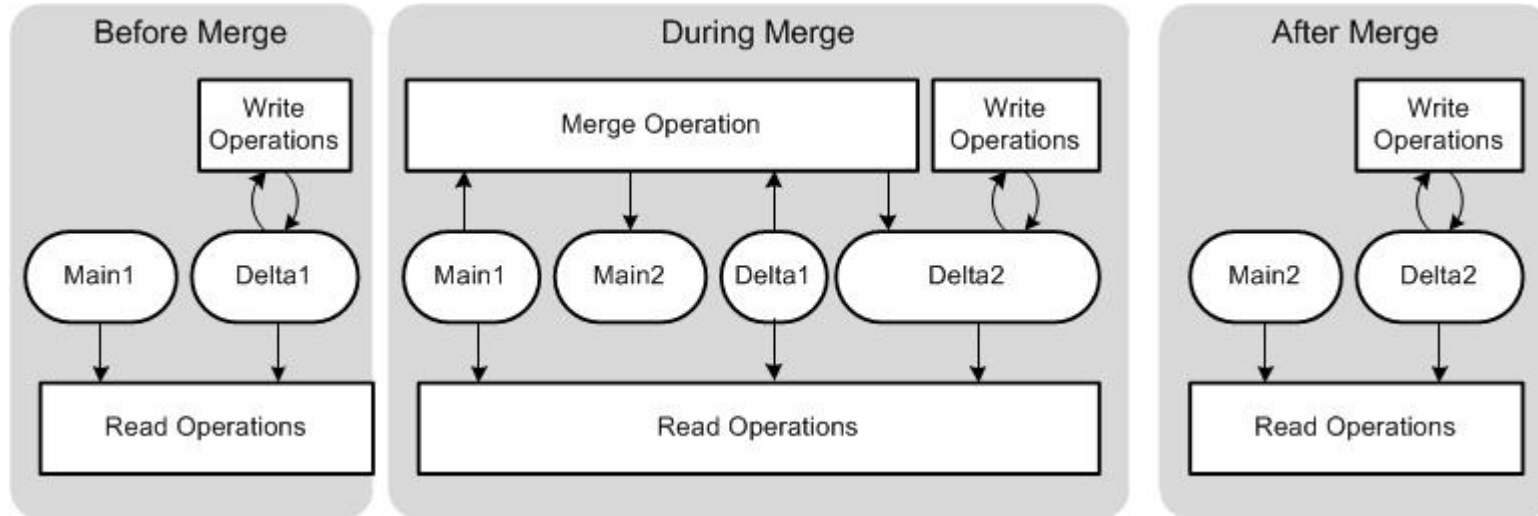 Before Merge
Write
Operations
Main1
Delta1
Read Operations
During Merge
Merge Operation
Write
Operations
Main1
Main2
Delta1
Delta2
Read Operations
After Merge
Write
Operations
Main2
Delta2
Read Operations